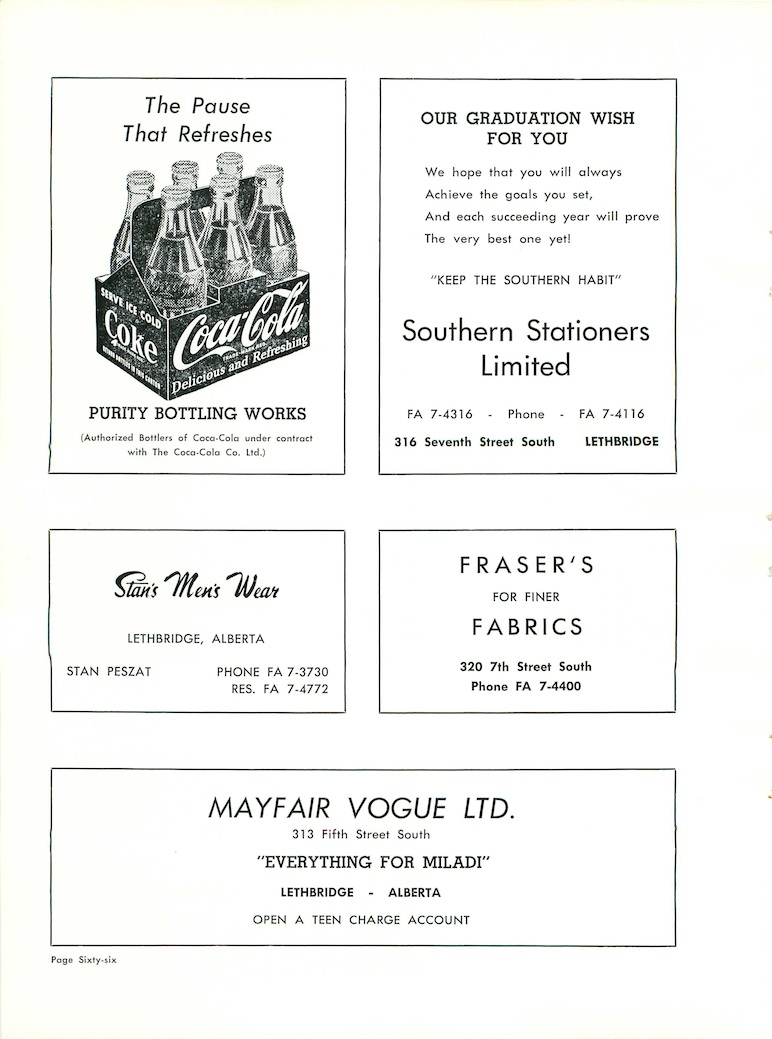 The Pause
That Refreshes
SERVE ICE COLD
Coke
Coca-Cola
TRADE MARK REG.
Delicious and Refreshing
PURITY BOTTLING WORKS
(Authorized Bottlers of Coca-Cola under contract
with The Coca-Cola Co. Ltd.)
OUR GRADUATION WISH
FOR YOU
We hope that you will always
Achieve the goals you set,
And each succeeding year will prove
The very best one yet!
"KEEP THE SOUTHERN HABIT"
Southern Stationers
Limited
FA 7-4316 - Phone - FA 7-4116
316 Seventh Street South LETHBRIDGE
Stan's Men's Wear
LETHBRIDGE, ALBERTA
STAN PESZAT PHONE FA 7-3730
RES. FA 7-4772
FRASER'S
FOR FINER
FABRICS
320 7th Street South
Phone FA 7-4400
MAYFAIR VOGUE LTD.
313 Fifth Street South
"EVERYTHING FOR MILADI"
LETHBRIDGE - ALBERTA
OPEN A TEEN CHARGE ACCOUNT
Page Sixty-six